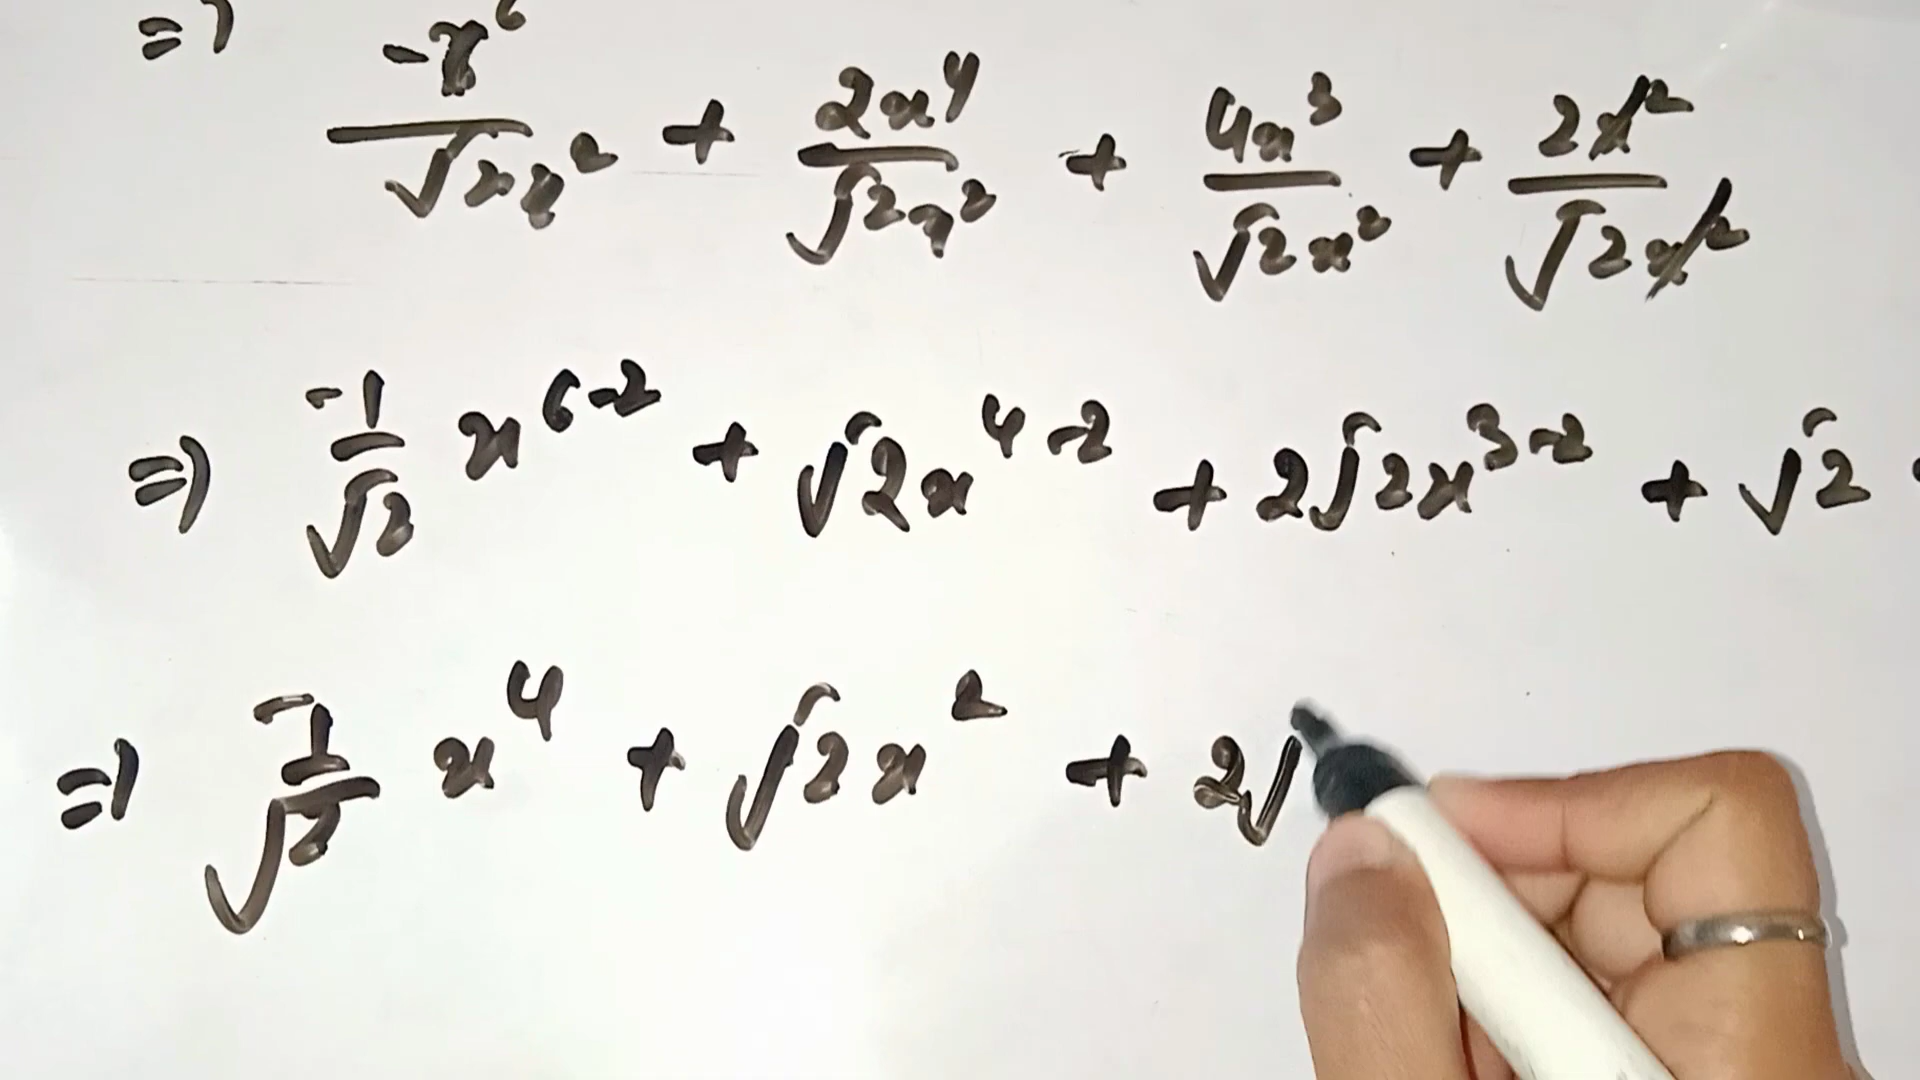 => -x⁶/√2x² + 2x⁴/√2x² + 4x³/√2x² + 2x²/√2x²
=> -1/√2 x⁶⁻² + √2x⁴⁻² + 2√2x³⁻² + √2
=> -1/√2 x⁴ + √2x² + 2√